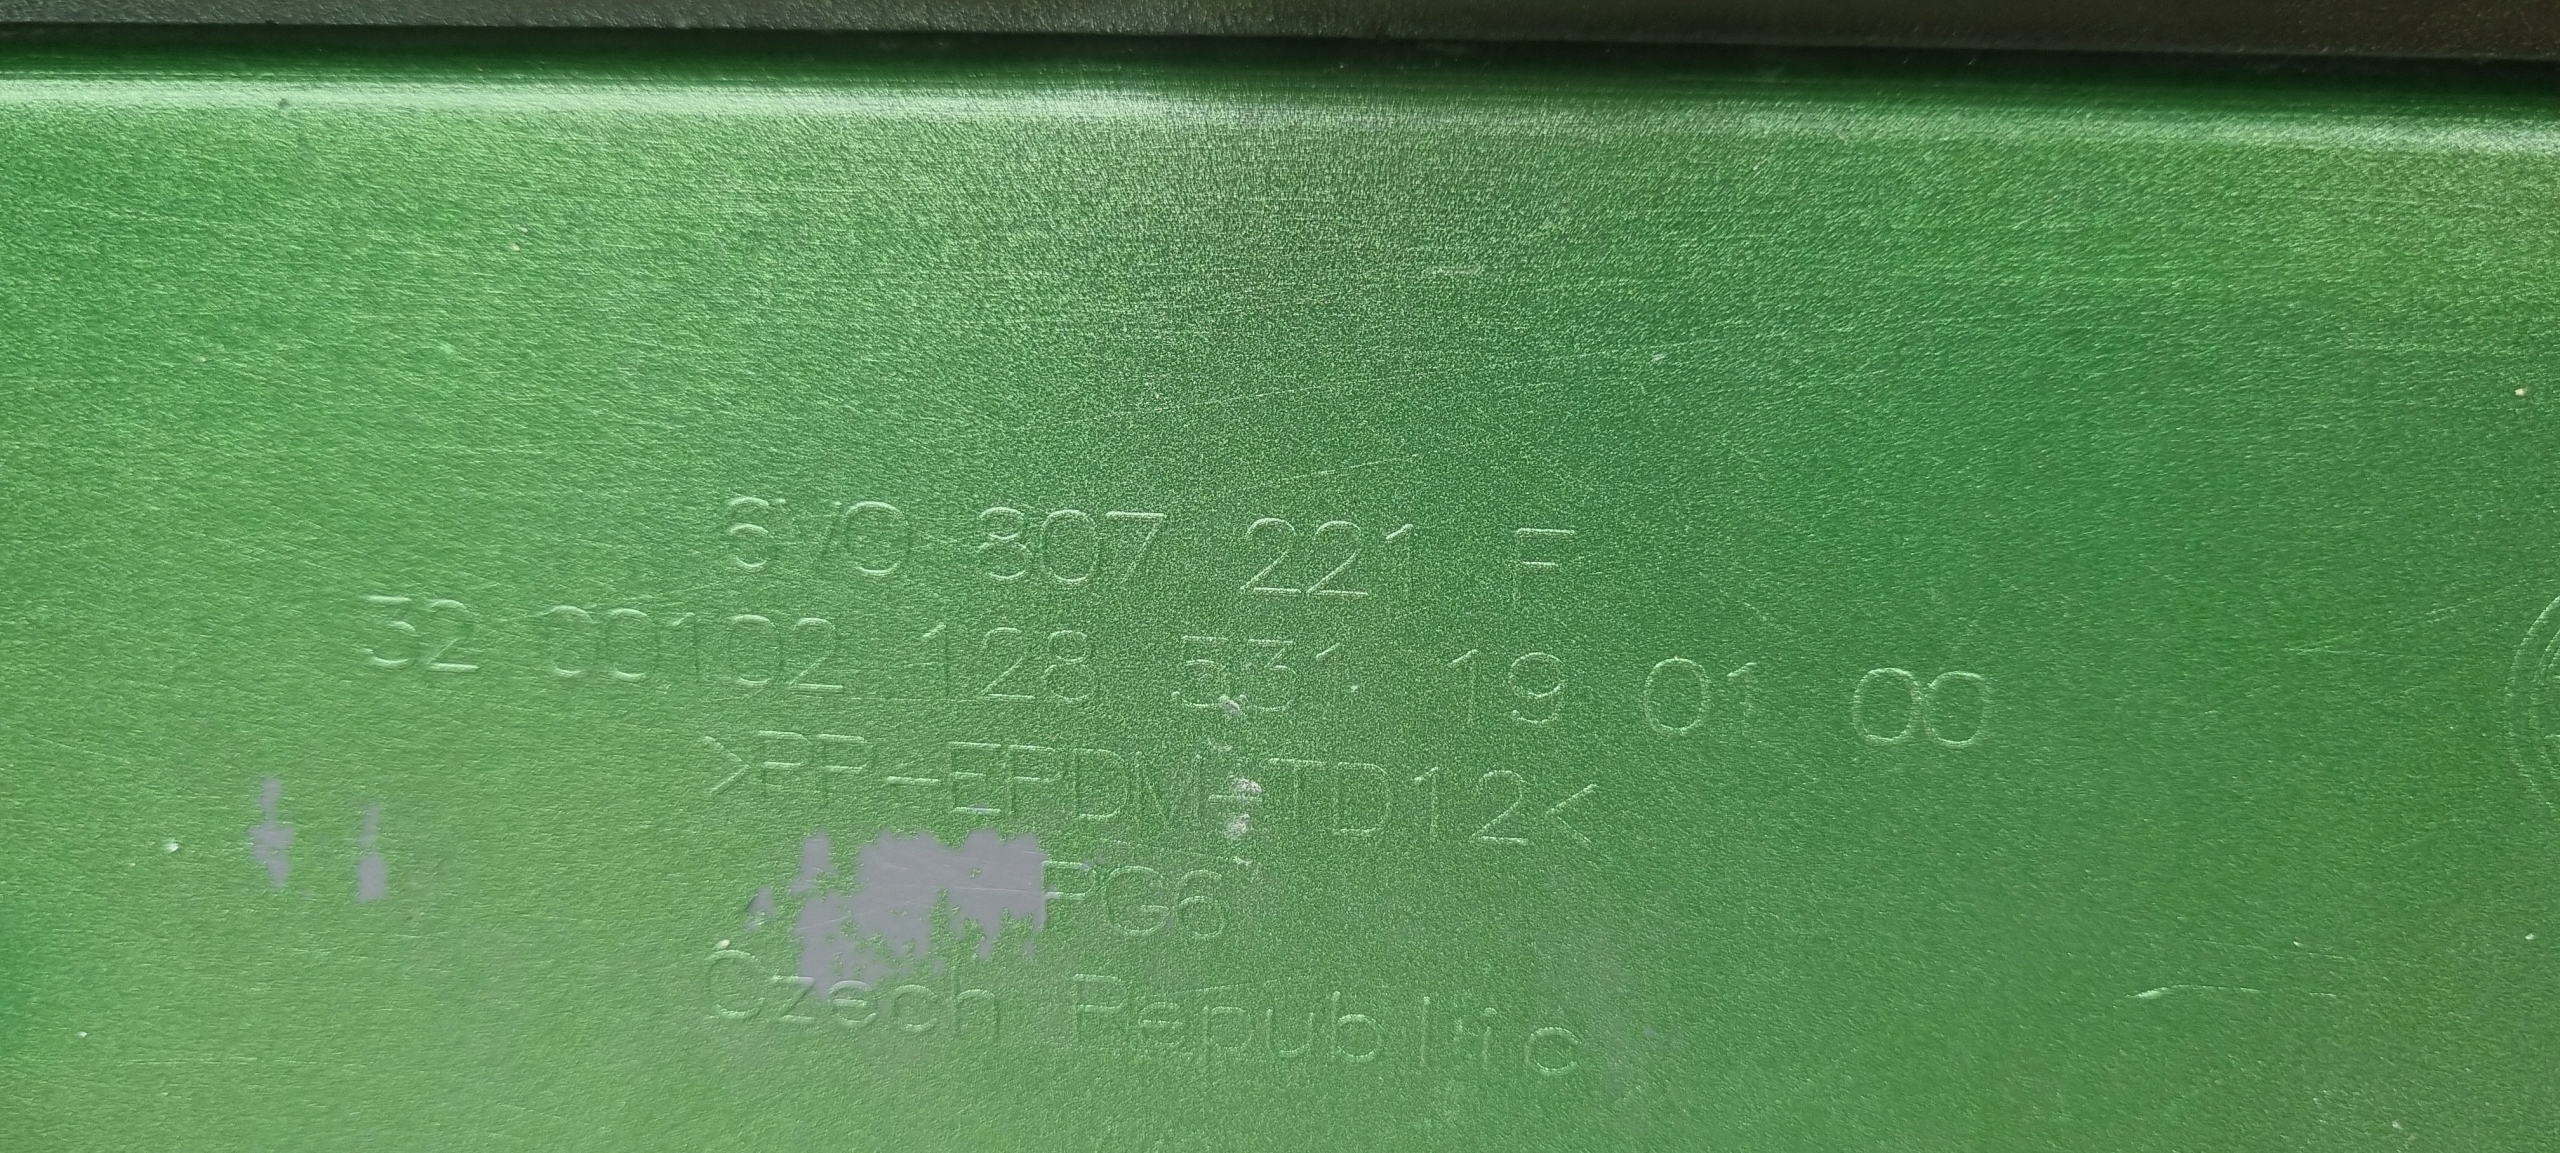 6V0 807 221 F
32 00102 128 531 19 01 00
>PP-EPDM-TD12<
PG6
Czech Republic